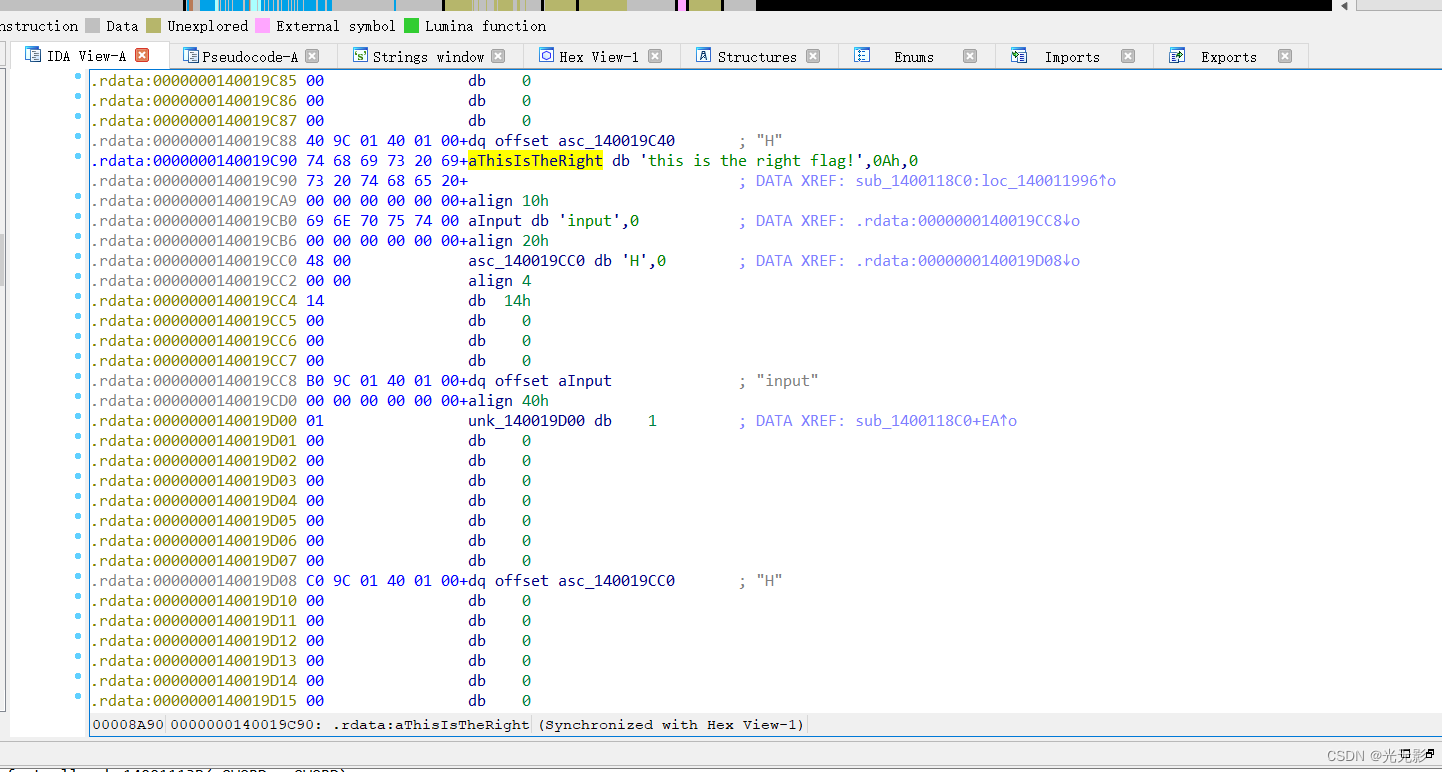 nstruction Data Unexplored External symbol Lumina function
IDA View-A Pseudocode-A Strings window Hex View-1 Structures Enums Imports Exports
.rdata:0000000140019C85 00 db 0
.rdata:0000000140019C86 00 db 0
.rdata:0000000140019C87 00 db 0
.rdata:0000000140019C88 40 9C 01 40 01 00+dq offset asc_140019C40 ; "H"
.rdata:0000000140019C90 74 68 69 73 20 69+aThisIsTheRight db 'this is the right flag!',0Ah,0
.rdata:0000000140019C90 73 20 74 68 65 20+ ; DATA XREF: sub_1400118C0:loc_140011996↑o
.rdata:0000000140019CA9 00 00 00 00 00 00+align 10h
.rdata:0000000140019CB0 69 6E 70 75 74 00 aInput db 'input',0 ; DATA XREF: .rdata:0000000140019CC8↓o
.rdata:0000000140019CB6 00 00 00 00 00 00+align 20h
.rdata:0000000140019CC0 48 00 asc_140019CC0 db 'H',0 ; DATA XREF: .rdata:0000000140019D08↓o
.rdata:0000000140019CC2 00 00 align 4
.rdata:0000000140019CC4 14 db 14h
.rdata:0000000140019CC5 00 db 0
.rdata:0000000140019CC6 00 db 0
.rdata:0000000140019CC7 00 db 0
.rdata:0000000140019CC8 B0 9C 01 40 01 00+dq offset aInput ; "input"
.rdata:0000000140019CD0 00 00 00 00 00 00+align 40h
.rdata:0000000140019D00 01 unk_140019D00 db 1 ; DATA XREF: sub_1400118C0+EA↑o
.rdata:0000000140019D01 00 db 0
.rdata:0000000140019D02 00 db 0
.rdata:0000000140019D03 00 db 0
.rdata:0000000140019D04 00 db 0
.rdata:0000000140019D05 00 db 0
.rdata:0000000140019D06 00 db 0
.rdata:0000000140019D07 00 db 0
.rdata:0000000140019D08 C0 9C 01 40 01 00+dq offset asc_140019CC0 ; "H"
.rdata:0000000140019D10 00 db 0
.rdata:0000000140019D11 00 db 0
.rdata:0000000140019D12 00 db 0
.rdata:0000000140019D13 00 db 0
.rdata:0000000140019D14 00 db 0
.rdata:0000000140019D15 00 db 0
00008A90 0000000140019C90: .rdata:aThisIsTheRight (Synchronized with Hex View-1)
CSDN @光无影